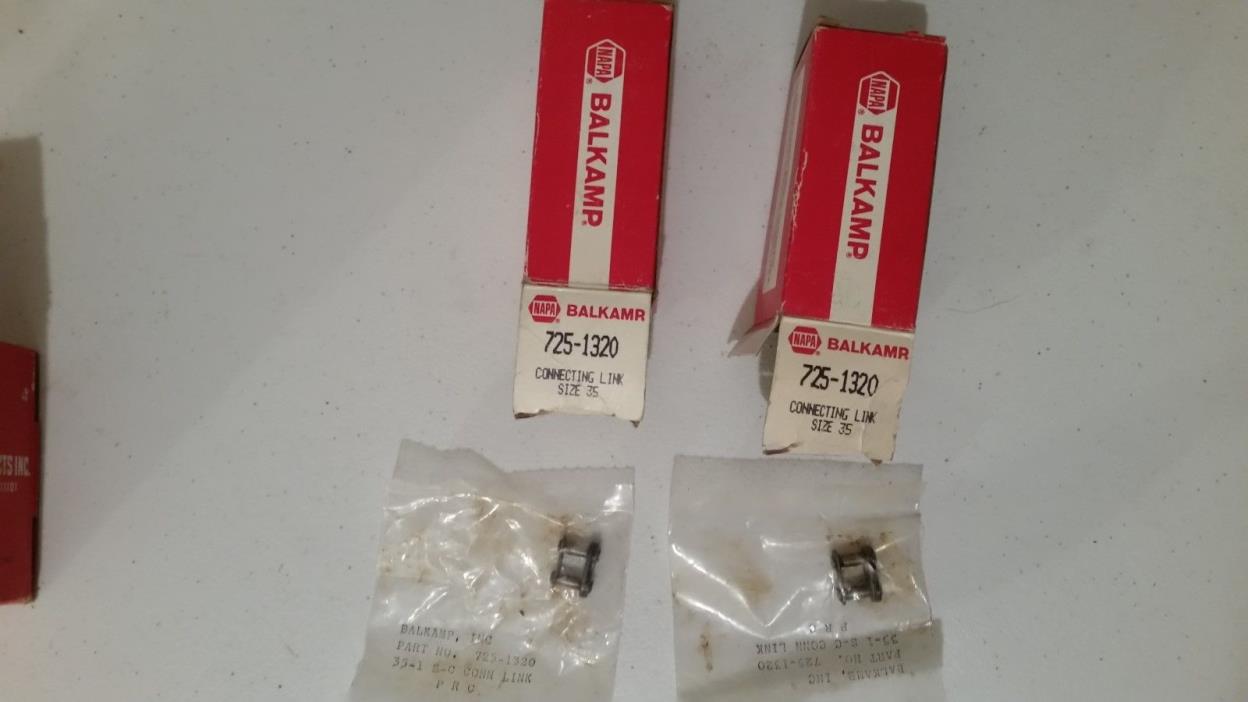 NAPA
BALKAMP
NAPA BALKAMR
725-1320
CONNECTING LINK
SIZE 35
NAPA
BALKAMP
NAPA BALKAMR
725-1320
CONNECTING LINK
SIZE 35
TS INC.
BALKAMP, INC
PART NO. 725-1320
35-1 S-C CONN LINK
P R C
BALKAMP, INC
PART NO. 725-1320
35-1 S-C CONN LINK
P R C